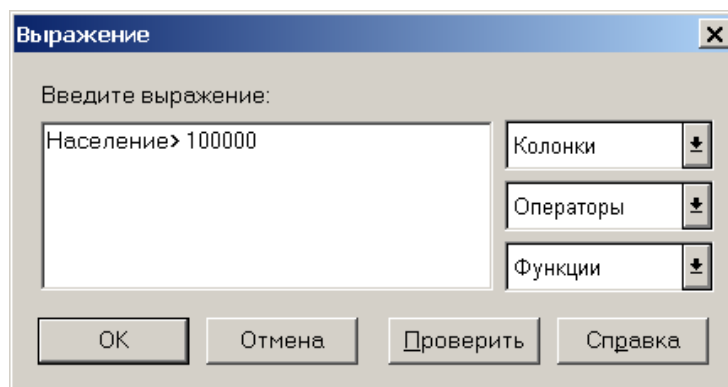 Выражение
Введите выражение:
Население> 100000
Колонки
Операторы
Функции
OK
Отмена
Проверить
Справка